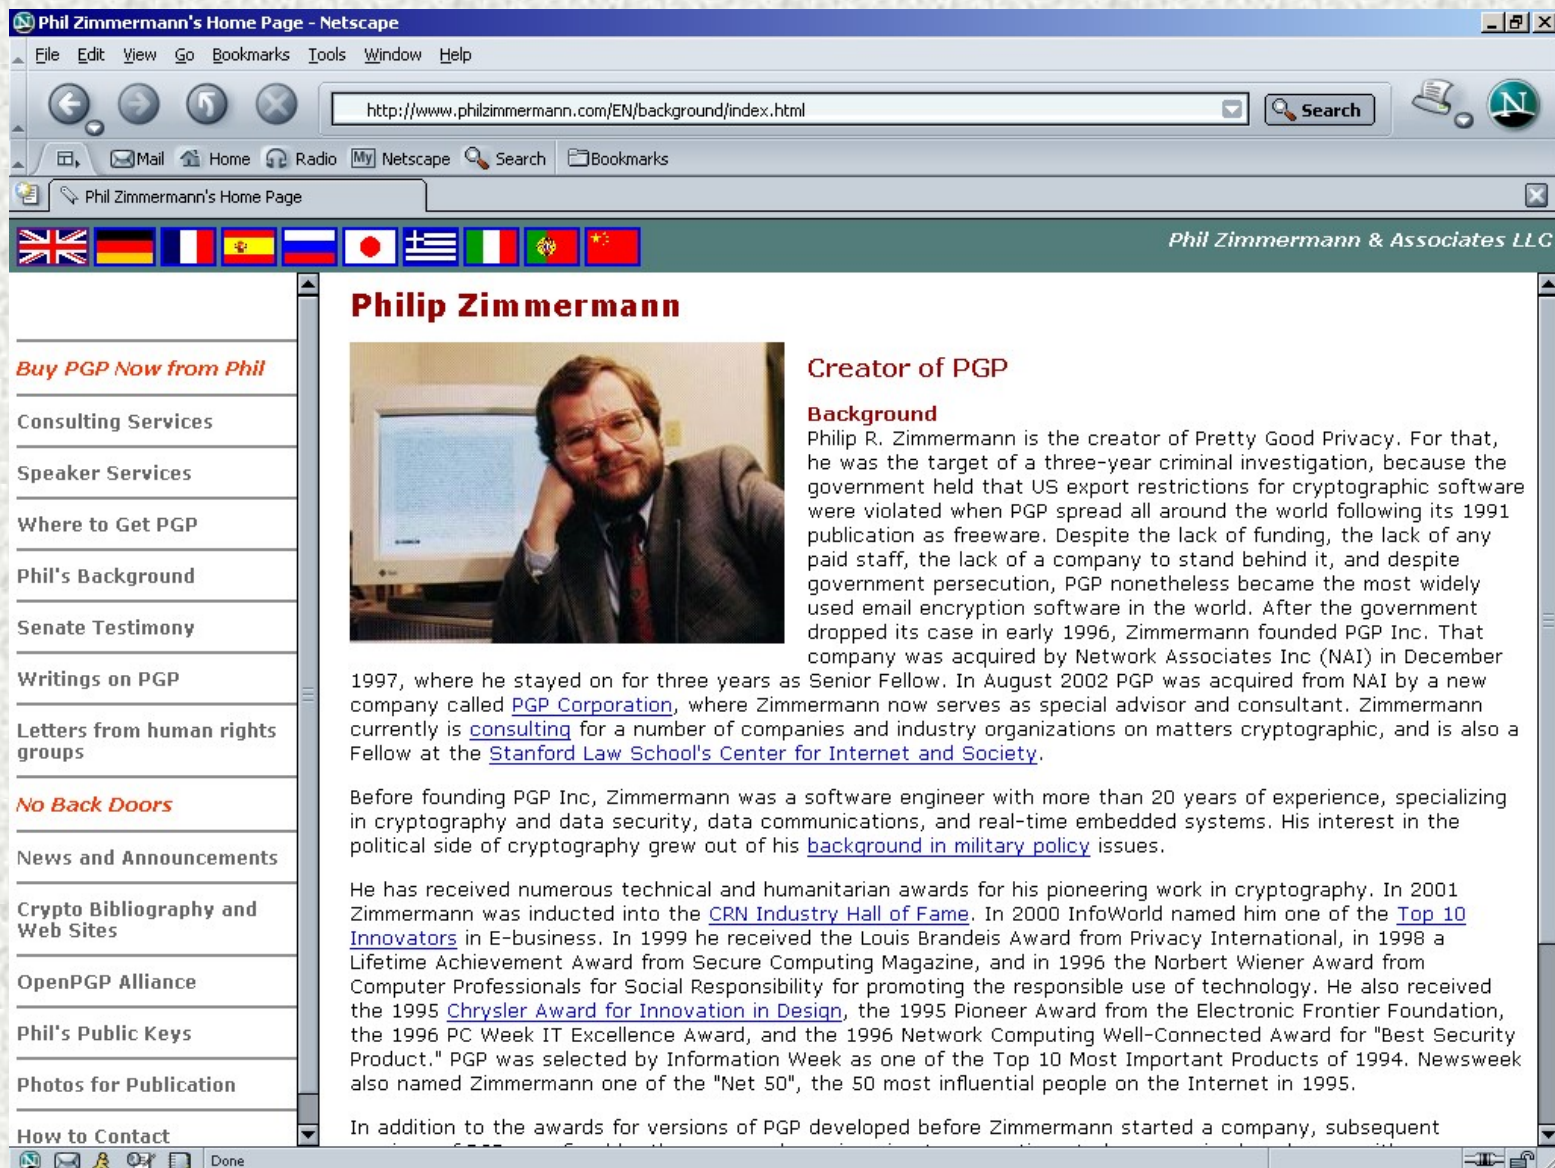 Phil Zimmermann's Home Page - Netscape
File Edit View Go Bookmarks Tools Window Help
http://www.philzimmermann.com/EN/background/index.html
Search
N
Mail Home Radio My Netscape Search Bookmarks
Phil Zimmermann's Home Page
Phil Zimmermann & Associates LLC
Buy PGP Now from Phil
Consulting Services
Speaker Services
Where to Get PGP
Phil's Background
Senate Testimony
Writings on PGP
Letters from human rights
groups
No Back Doors
News and Announcements
Crypto Bibliography and
Web Sites
OpenPGP Alliance
Phil's Public Keys
Photos for Publication
How to Contact
Philip Zimmermann
Creator of PGP
Background
Philip R. Zimmermann is the creator of Pretty Good Privacy. For that,
he was the target of a three-year criminal investigation, because the
government held that US export restrictions for cryptographic software
were violated when PGP spread all around the world following its 1991
publication as freeware. Despite the lack of funding, the lack of any
paid staff, the lack of a company to stand behind it, and despite
government persecution, PGP nonetheless became the most widely
used email encryption software in the world. After the government
dropped its case in early 1996, Zimmermann founded PGP Inc. That
company was acquired by Network Associates Inc (NAI) in December
1997, where he stayed on for three years as Senior Fellow. In August 2002 PGP was acquired from NAI by a new
company called PGP Corporation, where Zimmermann now serves as special advisor and consultant. Zimmermann
currently is consulting for a number of companies and industry organizations on matters cryptographic, and is also a
Fellow at the Stanford Law School's Center for Internet and Society.
Before founding PGP Inc, Zimmermann was a software engineer with more than 20 years of experience, specializing
in cryptography and data security, data communications, and real-time embedded systems. His interest in the
political side of cryptography grew out of his background in military policy issues.
He has received numerous technical and humanitarian awards for his pioneering work in cryptography. In 2001
Zimmermann was inducted into the CRN Industry Hall of Fame. In 2000 InfoWorld named him one of the Top 10
Innovators in E-business. In 1999 he received the Louis Brandeis Award from Privacy International, in 1998 a
Lifetime Achievement Award from Secure Computing Magazine, and in 1996 the Norbert Wiener Award from
Computer Professionals for Social Responsibility for promoting the responsible use of technology. He also received
the 1995 Chrysler Award for Innovation in Design, the 1995 Pioneer Award from the Electronic Frontier Foundation,
the 1996 PC Week IT Excellence Award, and the 1996 Network Computing Well-Connected Award for "Best Security
Product." PGP was selected by Information Week as one of the Top 10 Most Important Products of 1994. Newsweek
also named Zimmermann one of the "Net 50", the 50 most influential people on the Internet in 1995.
In addition to the awards for versions of PGP developed before Zimmermann started a company, subsequent
Done